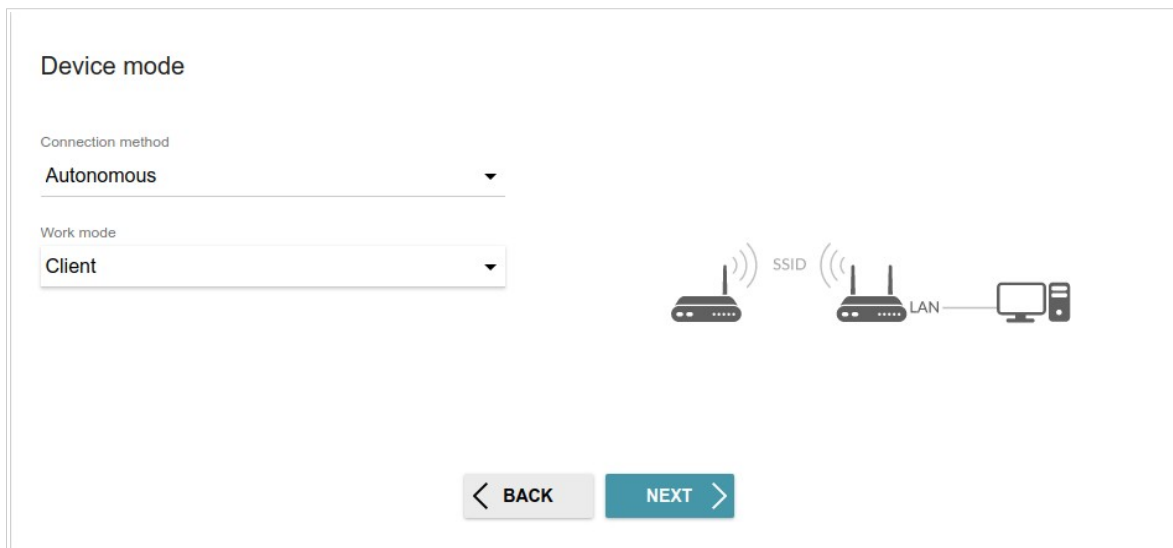 Device mode
Connection method
Autonomous
Work mode
Client
SSID
LAN
BACK
NEXT